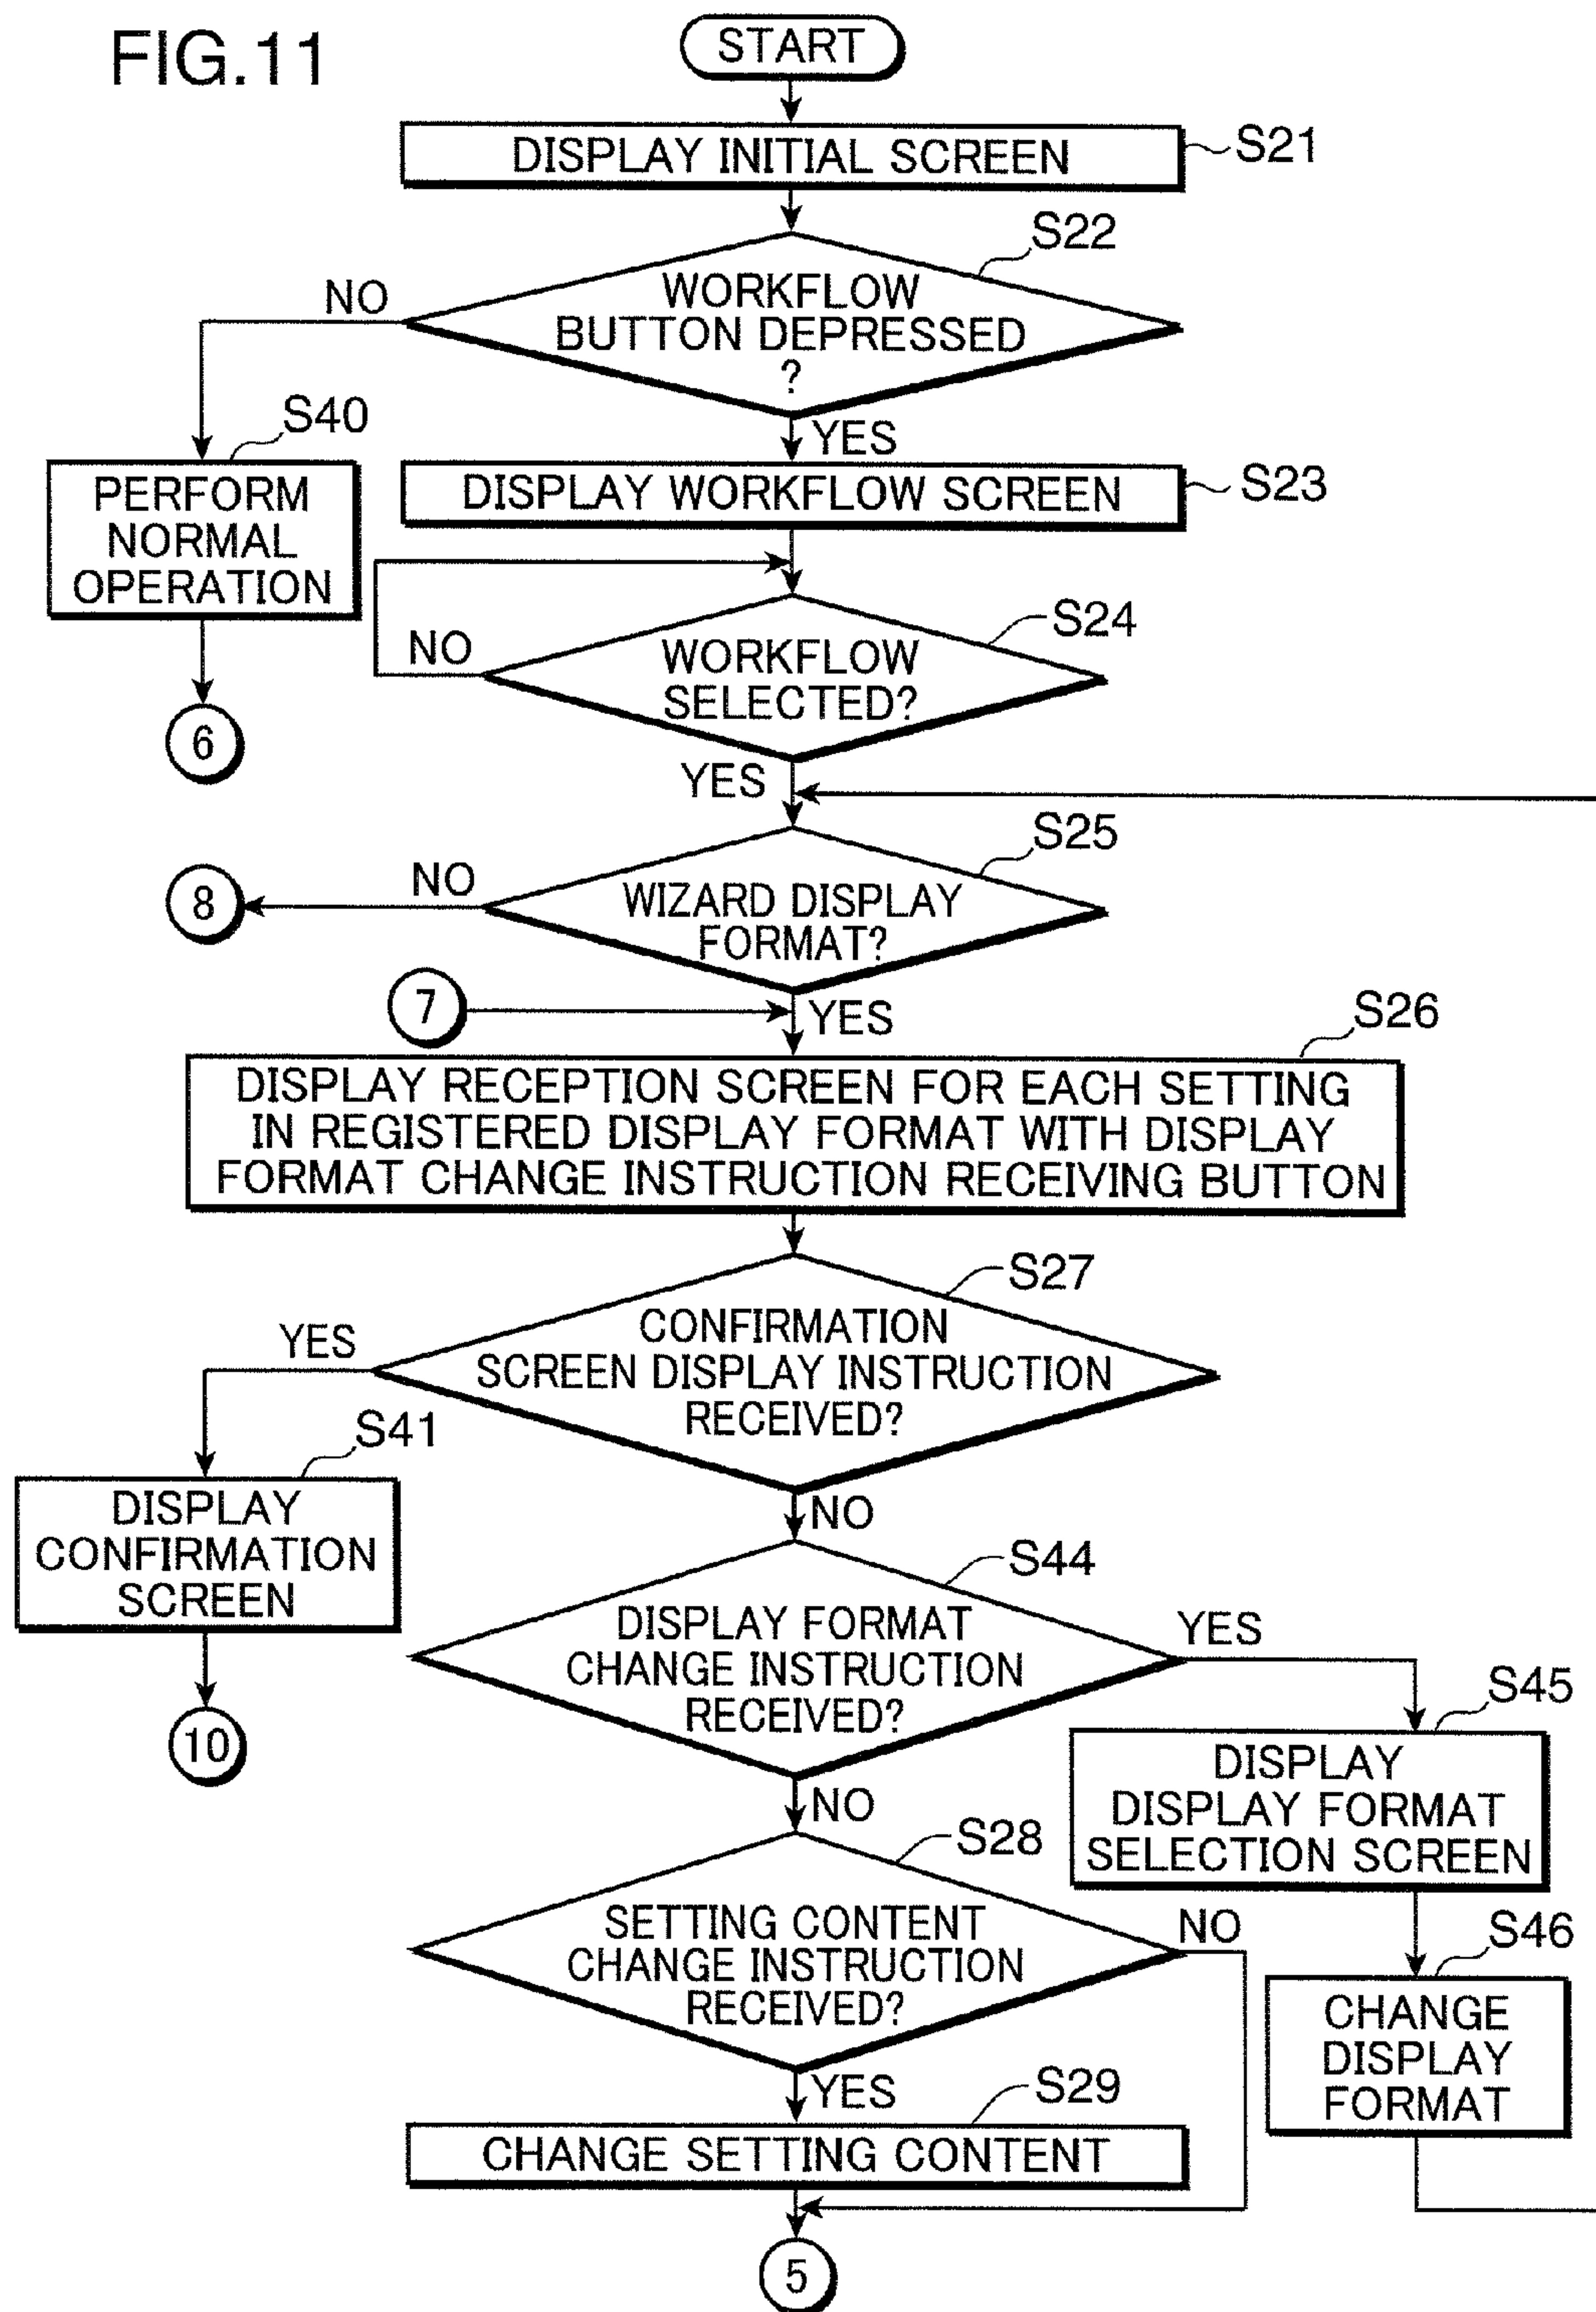 FIG.11
START
DISPLAY INITIAL SCREEN
S21
S22
WORKFLOW
BUTTON DEPRESSED
?
NO
YES
S40
PERFORM
NORMAL
OPERATION
6
DISPLAY WORKFLOW SCREEN
S23
S24
WORKFLOW
SELECTED?
NO
YES
S25
WIZARD DISPLAY
FORMAT?
NO
8
7
YES
S26
DISPLAY RECEPTION SCREEN FOR EACH SETTING
IN REGISTERED DISPLAY FORMAT WITH DISPLAY
FORMAT CHANGE INSTRUCTION RECEIVING BUTTON
S27
CONFIRMATION
SCREEN DISPLAY INSTRUCTION
RECEIVED?
YES
S41
DISPLAY
CONFIRMATION
SCREEN
10
NO
S44
DISPLAY FORMAT
CHANGE INSTRUCTION
RECEIVED?
YES
S45
DISPLAY
DISPLAY FORMAT
SELECTION SCREEN
S46
CHANGE
DISPLAY
FORMAT
NO
S28
SETTING CONTENT
CHANGE INSTRUCTION
RECEIVED?
NO
YES
S29
CHANGE SETTING CONTENT
5